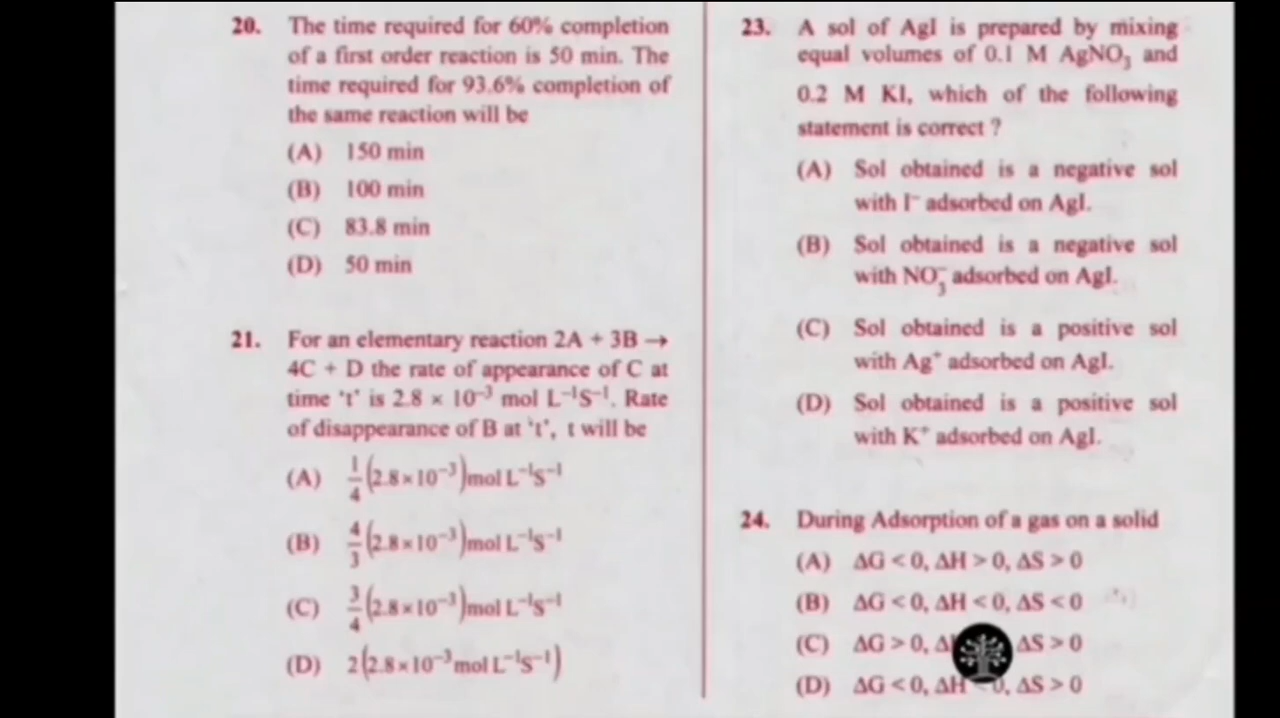 20. The time required for 60% completion
of a first order reaction is 50 min. The
time required for 93.6% completion of
the same reaction will be
(A) 150 min
(B) 100 min
(C) 83.8 min
(D) 50 min
21. For an elementary reaction 2A + 3B →
4C + D the rate of appearance of C at
time 't' is 2.8 × 10⁻³ mol L⁻¹S⁻¹. Rate
of disappearance of B at 't', t will be
(A) 1/4 (2.8×10⁻³) mol L⁻¹S⁻¹
(B) 4/3 (2.8×10⁻³) mol L⁻¹S⁻¹
(C) 3/4 (2.8×10⁻³) mol L⁻¹S⁻¹
(D) 2(2.8×10⁻³ mol L⁻¹S⁻¹)
23. A sol of AgI is prepared by mixing
equal volumes of 0.1 M AgNO₃ and
0.2 M KI, which of the following
statement is correct ?
(A) Sol obtained is a negative sol
with I⁻ adsorbed on AgI.
(B) Sol obtained is a negative sol
with NO₃⁻ adsorbed on AgI.
(C) Sol obtained is a positive sol
with Ag⁺ adsorbed on AgI.
(D) Sol obtained is a positive sol
with K⁺ adsorbed on AgI.
24. During Adsorption of a gas on a solid
(A) ΔG < 0, ΔH > 0, ΔS > 0
(B) ΔG < 0, ΔH < 0, ΔS < 0
(C) ΔG > 0, ΔS > 0
(D) ΔG < 0, ΔH 0, ΔS > 0